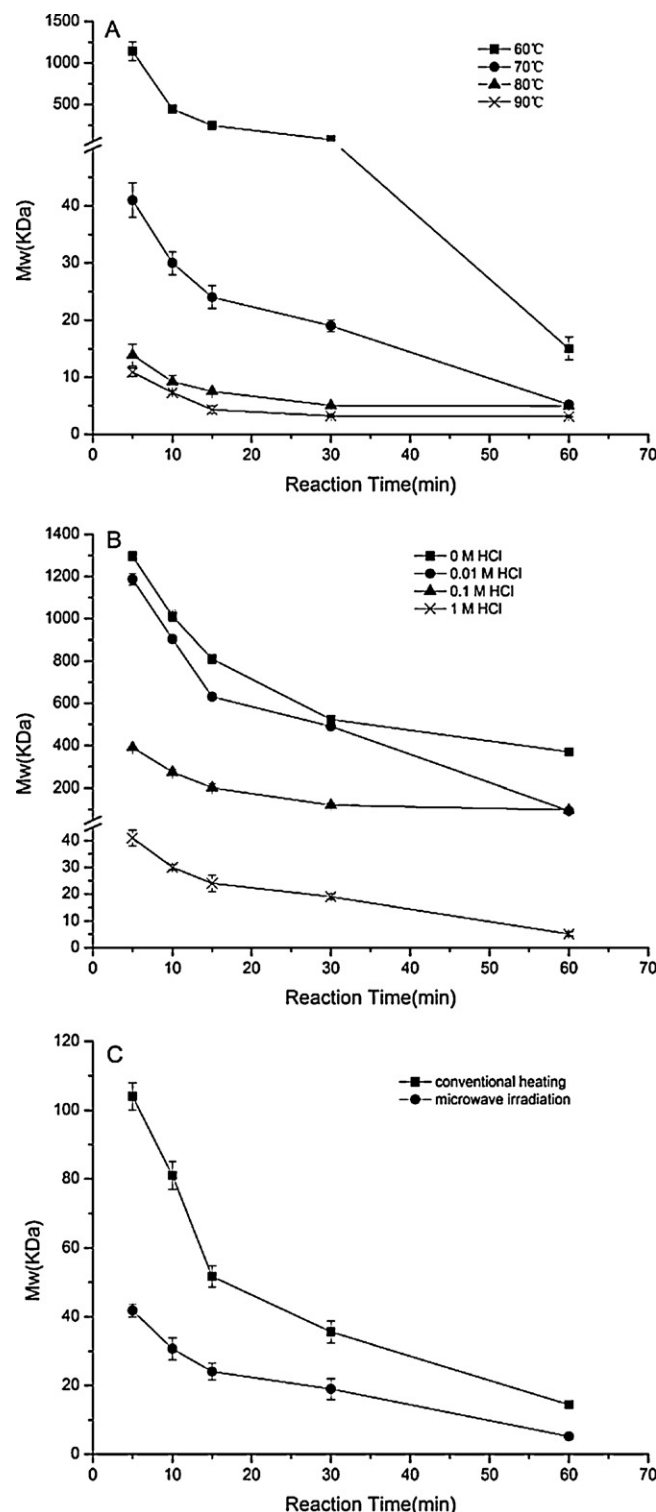 A
1500
1000
500
40
30
20
10
0
Mw(KDa)
60℃
70℃
80℃
90℃
0 10 20 30 40 50 60 70
Reaction Time(min)
B
1400
1200
1000
800
600
400
200
40
30
20
10
0
Mw(KDa)
0 M HCl
0.01 M HCl
0.1 M HCl
1 M HCl
0 10 20 30 40 50 60 70
Reaction Time(min)
C
120
100
80
60
40
20
0
Mw(KDa)
conventional heating
microwave irradiation
0 10 20 30 40 50 60 70
Reaction Time(min)